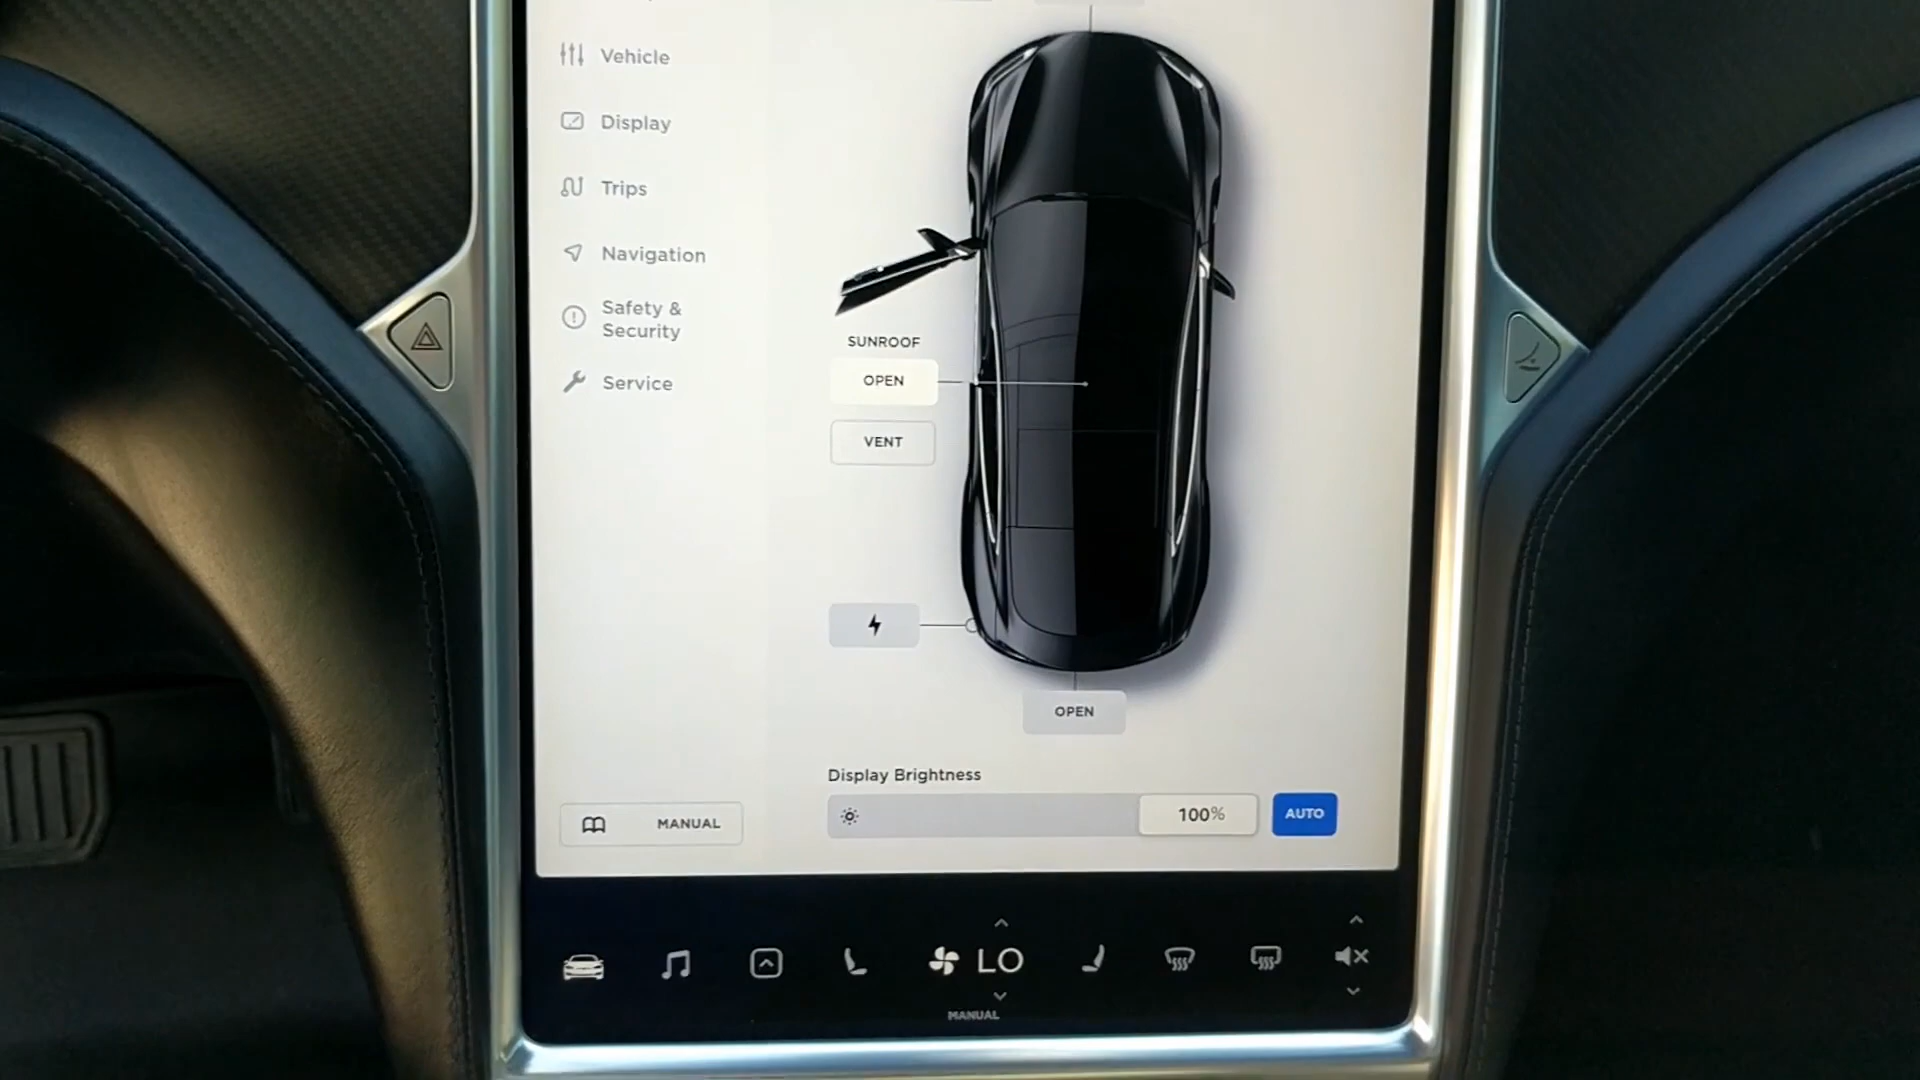 Vehicle
Display
Trips
Navigation
Safety &
Security
Service
SUNROOF
OPEN
VENT
OPEN
Display Brightness
100%
AUTO
MANUAL
LO
MANUAL